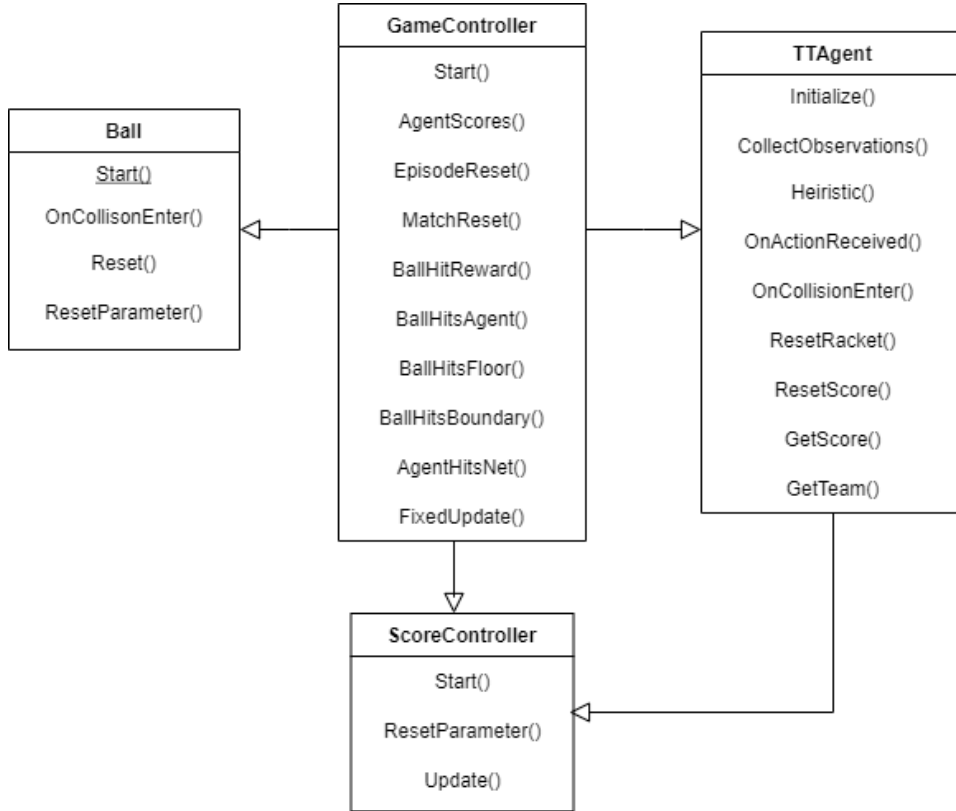 GameController
Start()
AgentScores()
EpisodeReset()
MatchReset()
BallHitReward()
BallHitsAgent()
BallHitsFloor()
BallHitsBoundary()
AgentHitsNet()
FixedUpdate()
TTAgent
Initialize()
CollectObservations()
Heiristic()
OnActionReceived()
OnCollisionEnter()
ResetRacket()
ResetScore()
GetScore()
GetTeam()
Ball
Start()
OnCollisonEnter()
Reset()
ResetParameter()
ScoreController
Start()
ResetParameter()
Update()